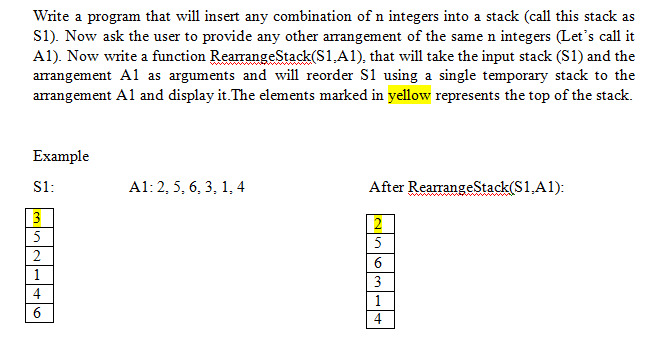 Write a program that will insert any combination of n integers into a stack (call this stack as
S1). Now ask the user to provide any other arrangement of the same n integers (Let's call it
A1). Now write a function RearrangeStack(S1,A1), that will take the input stack (S1) and the
arrangement A1 as arguments and will reorder S1 using a single temporary stack to the
arrangement A1 and display it.The elements marked in yellow represents the top of the stack.
Example
S1: A1: 2, 5, 6, 3, 1, 4 After RearrangeStack(S1,A1):
3 2
5 5
2 6
1 3
4 1
6 4